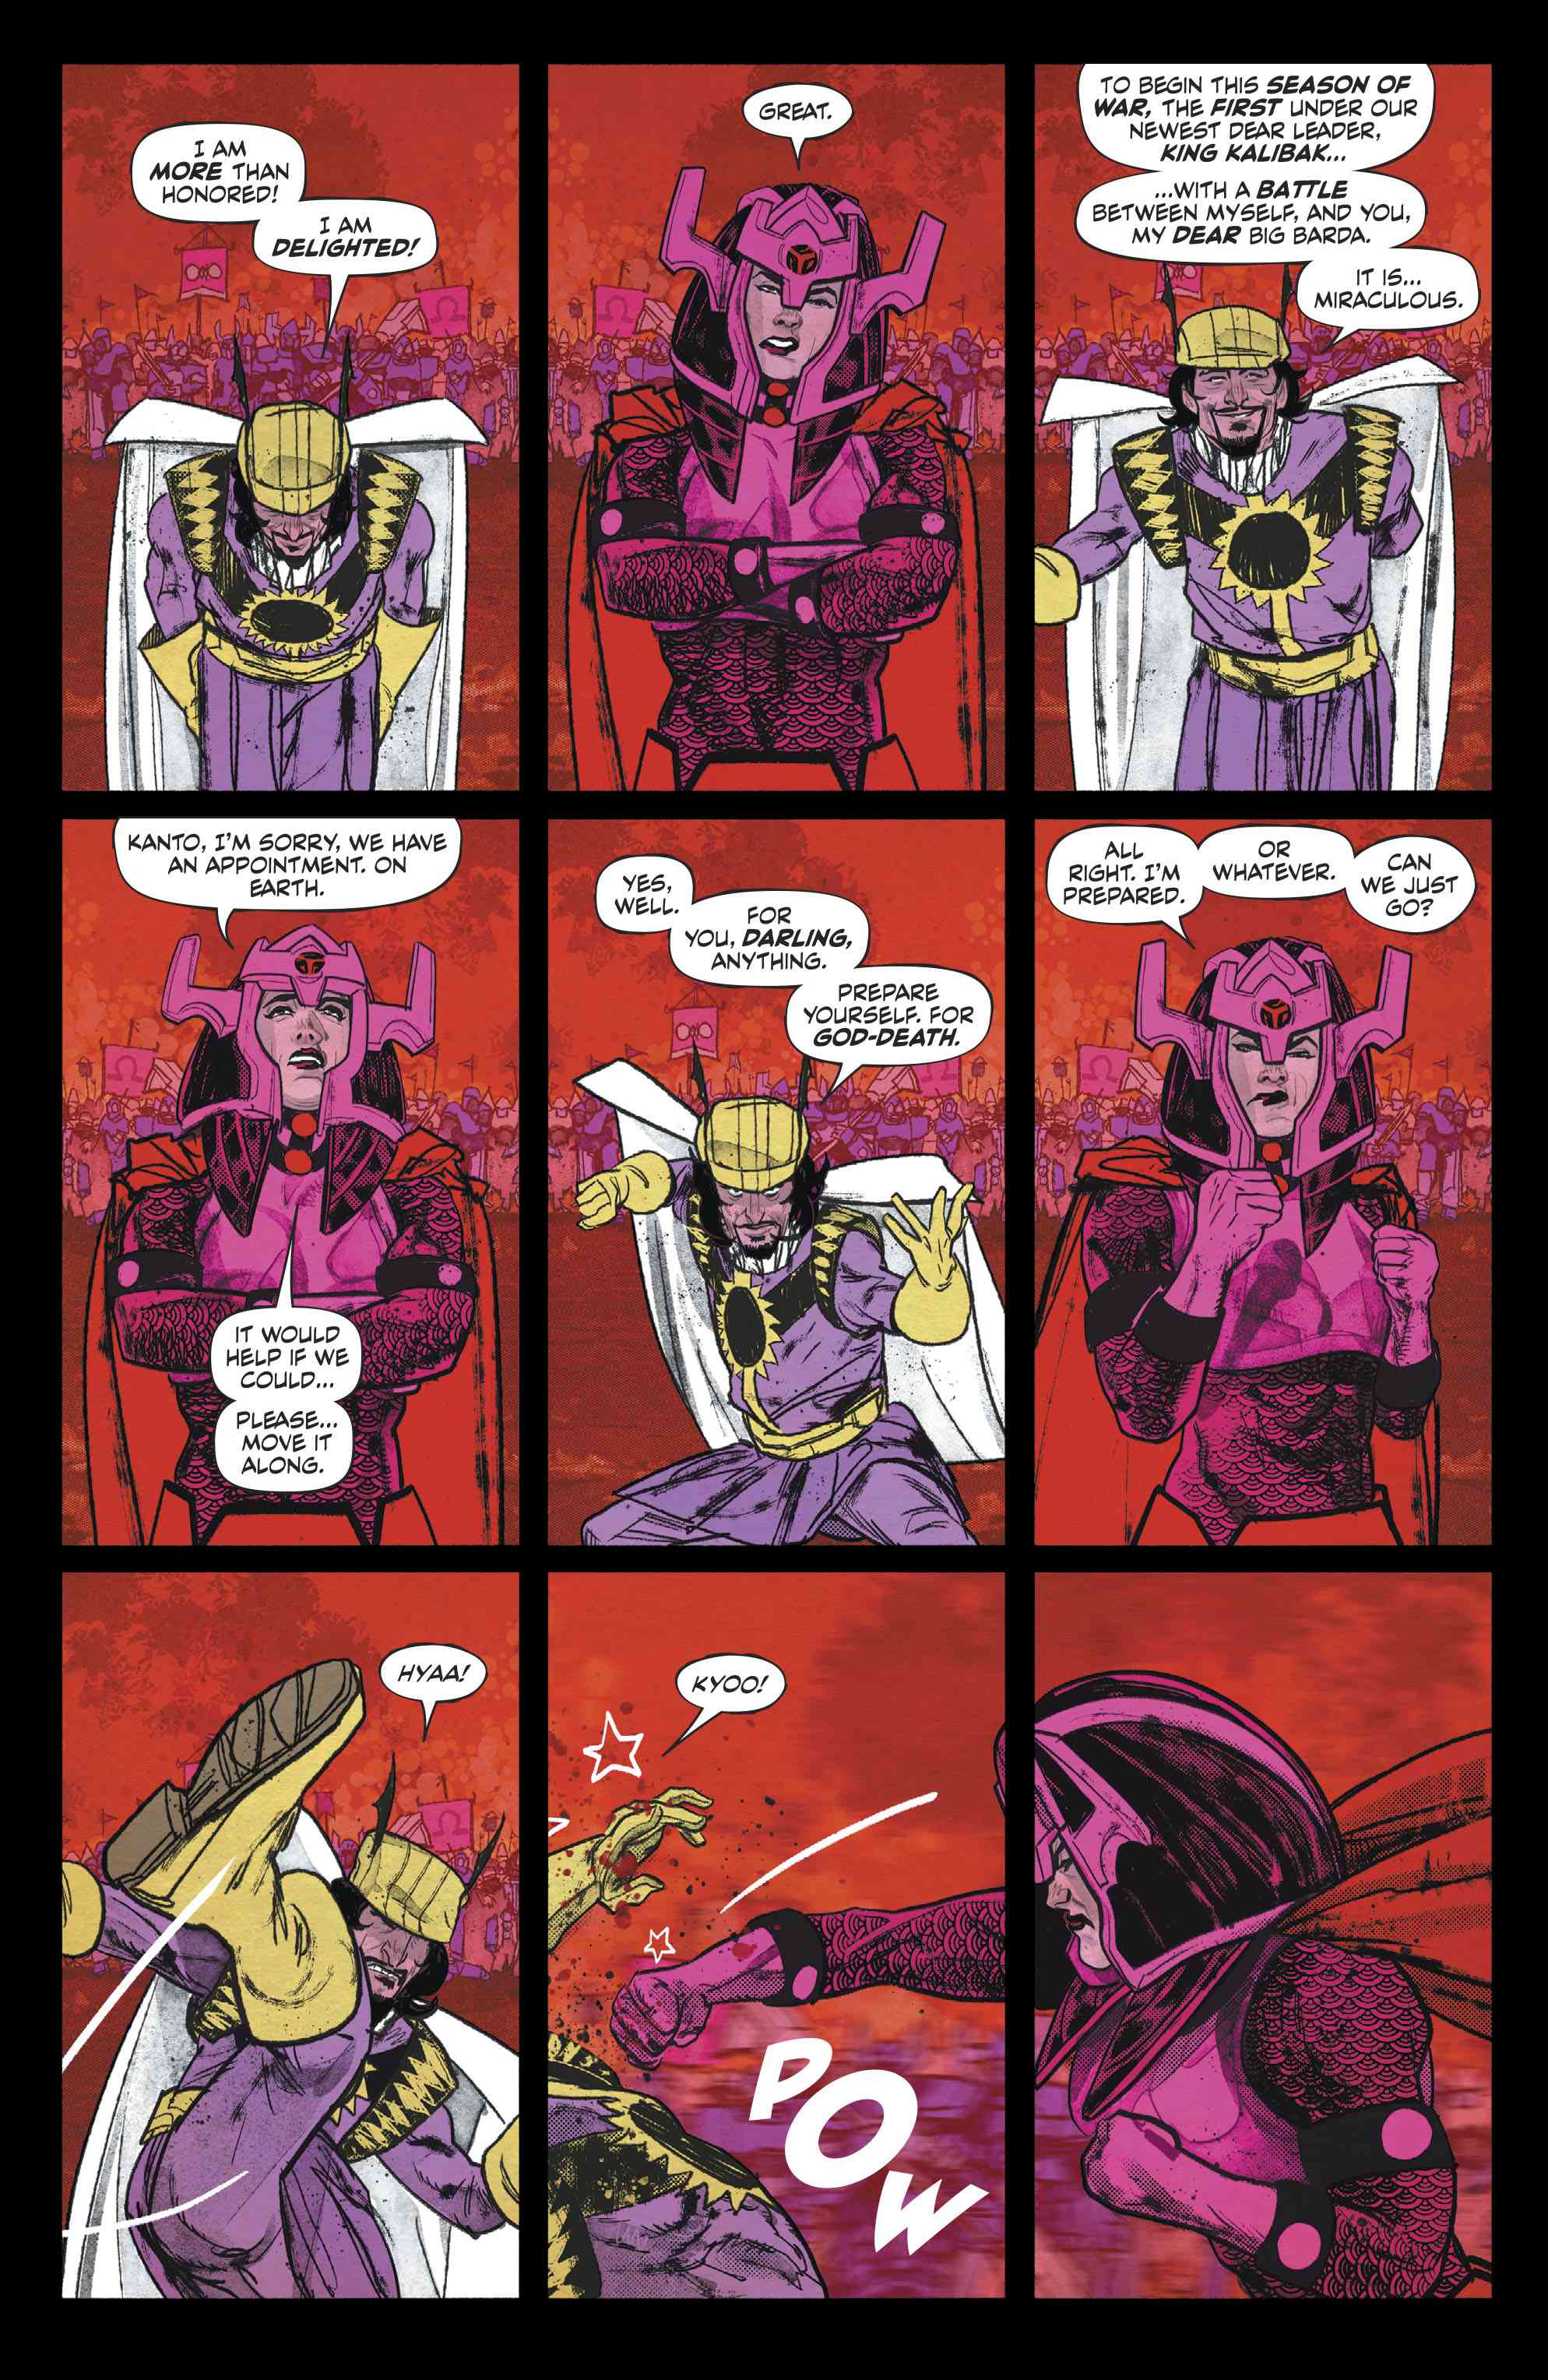 I AM
MORE THAN
HONORED!
I AM
DELIGHTED!
GREAT.
TO BEGIN THIS SEASON OF
WAR, THE FIRST UNDER OUR
NEWEST DEAR LEADER,
KING KALIBAK...
...WITH A BATTLE
BETWEEN MYSELF, AND YOU,
MY DEAR BIG BARDA.
IT IS...
MIRACULOUS.
KANTO, I'M SORRY, WE HAVE
AN APPOINTMENT. ON
EARTH.
IT WOULD
HELP IF WE
COULD...
PLEASE...
MOVE IT
ALONG.
YES,
WELL.
FOR
YOU, DARLING,
ANYTHING.
PREPARE
YOURSELF. FOR
GOD-DEATH.
ALL
RIGHT. I'M
PREPARED.
OR
WHATEVER.
CAN
WE JUST
GO?
HYAA!
KYOO!
POW